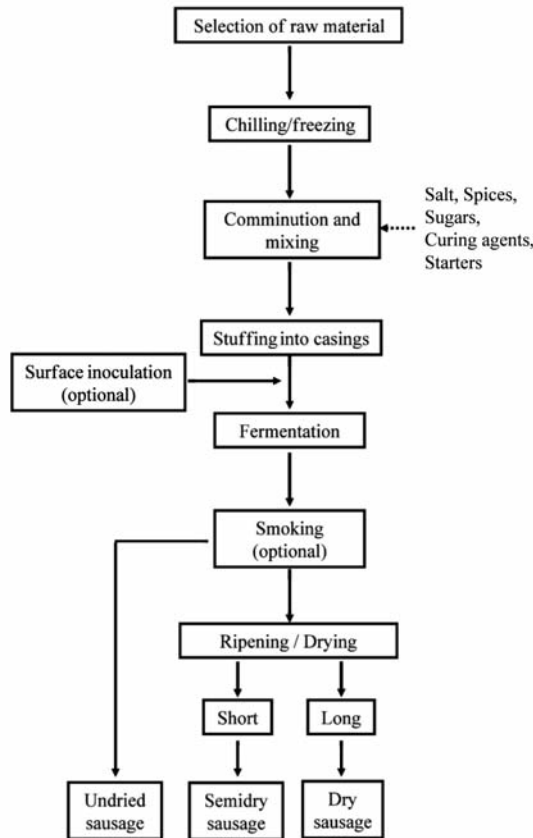 Selection of raw material
Chilling/freezing
Comminution and
mixing
Salt, Spices,
Sugars,
Curing agents,
Starters
Stuffing into casings
Surface inoculation
(optional)
Fermentation
Smoking
(optional)
Ripening / Drying
Short
Long
Undried
sausage
Semidry
sausage
Dry
sausage